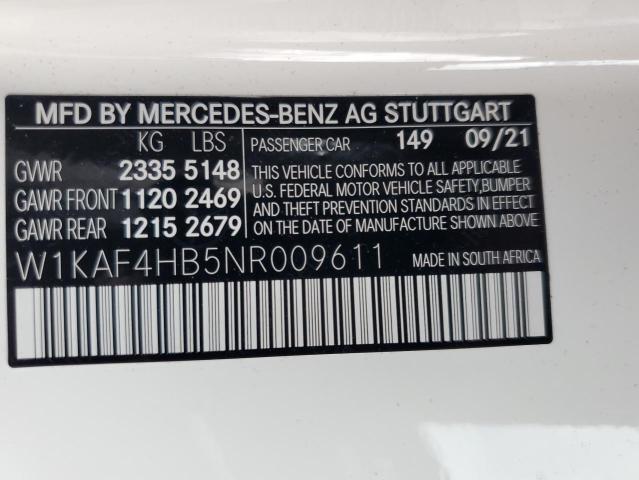 MFD BY MERCEDES-BENZ AG STUTTGART
KG LBS PASSENGER CAR 149 09/21
GVWR 2335 5148
GAWR FRONT 1120 2469
GAWR REAR 1215 2679
THIS VEHICLE CONFORMS TO ALL APPLICABLE
U.S. FEDERAL MOTOR VEHICLE SAFETY,BUMPER
AND THEFT PREVENTION STANDARDS IN EFFECT
ON THE DATE OF MANUFACTURE SHOWN ABOVE.
W1KAF4HB5NR009611 MADE IN SOUTH AFRICA